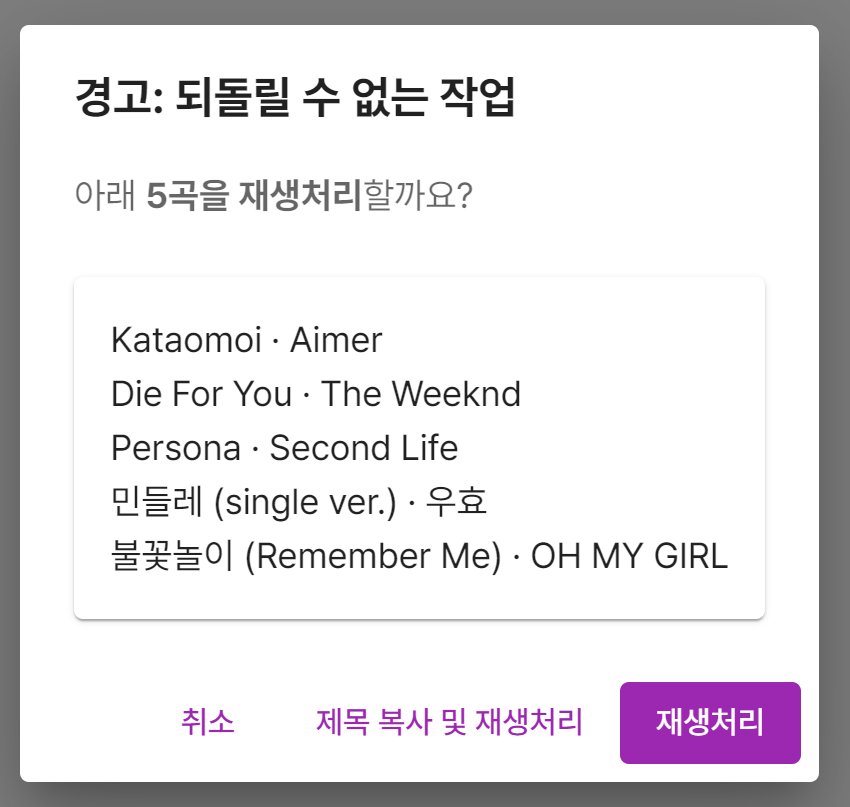 경고: 되돌릴 수 없는 작업
아래 5곡을 재생처리할까요?
Kataomoi · Aimer
Die For You · The Weeknd
Persona · Second Life
민들레 (single ver.) · 우효
불꽃놀이 (Remember Me) · OH MY GIRL
취소 제목 복사 및 재생처리 재생처리